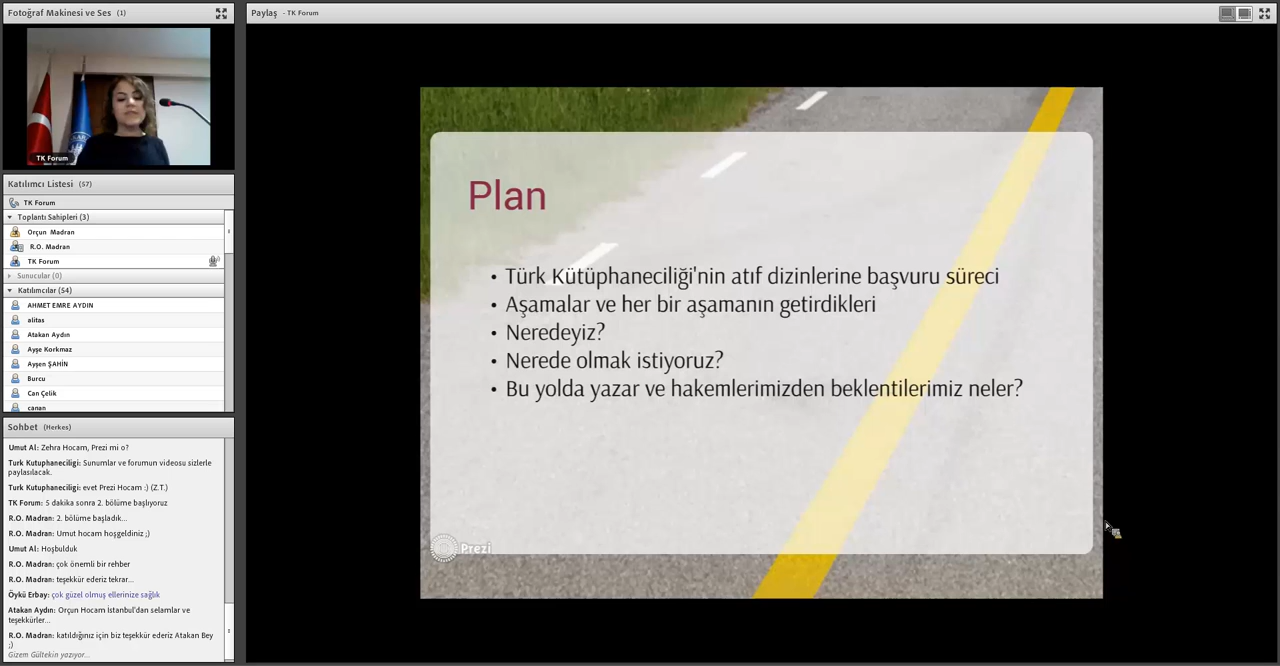 Fotoğraf Makinesi ve Ses (1)
TK Forum
Katılımcı Listesi (57)
TK Forum
Toplantı Sahipleri (3)
Orçun Madran
R.O. Madran
TK Forum
Sunucular (0)
Katılımcılar (54)
AHMET EMRE AYDIN
alitas
Atakan Aydın
Ayşe Korkmaz
Ayşen ŞAHİN
Burcu
Can Çelik
canan
Sohbet (Herkes)
Umut Al: Zehra Hocam, Prezi mi o?
Turk Kutuphaneciligi: Sunumlar ve forumun videosu sizlerle
paylasılacak.
Turk Kutuphaneciligi: evet Prezi Hocam :) (Z.T.)
TK Forum: 5 dakika sonra 2. bölüme başlıyoruz
R.O. Madran: 2. bölüme başladık...
R.O. Madran: Umut hocam hoşgeldiniz ;)
Umut Al: Hoşbulduk
R.O. Madran: çok önemli bir rehber
R.O. Madran: teşekkür ederiz tekrar...
Öykü Erbay: çok güzel olmuş ellerinize sağlık
Atakan Aydın: Orçun Hocam İstanbul'dan selamlar ve
teşekkürler...
R.O. Madran: katıldığınız için biz teşekkür ederiz Atakan Bey
;)
Gizem Gültekin yazıyor...
Paylaş - TK Forum
Plan
• Türk Kütüphaneciliği'nin atıf dizinlerine başvuru süreci
• Aşamalar ve her bir aşamanın getirdikleri
• Neredeyiz?
• Nerede olmak istiyoruz?
• Bu yolda yazar ve hakemlerimizden beklentilerimiz neler?
Prezi